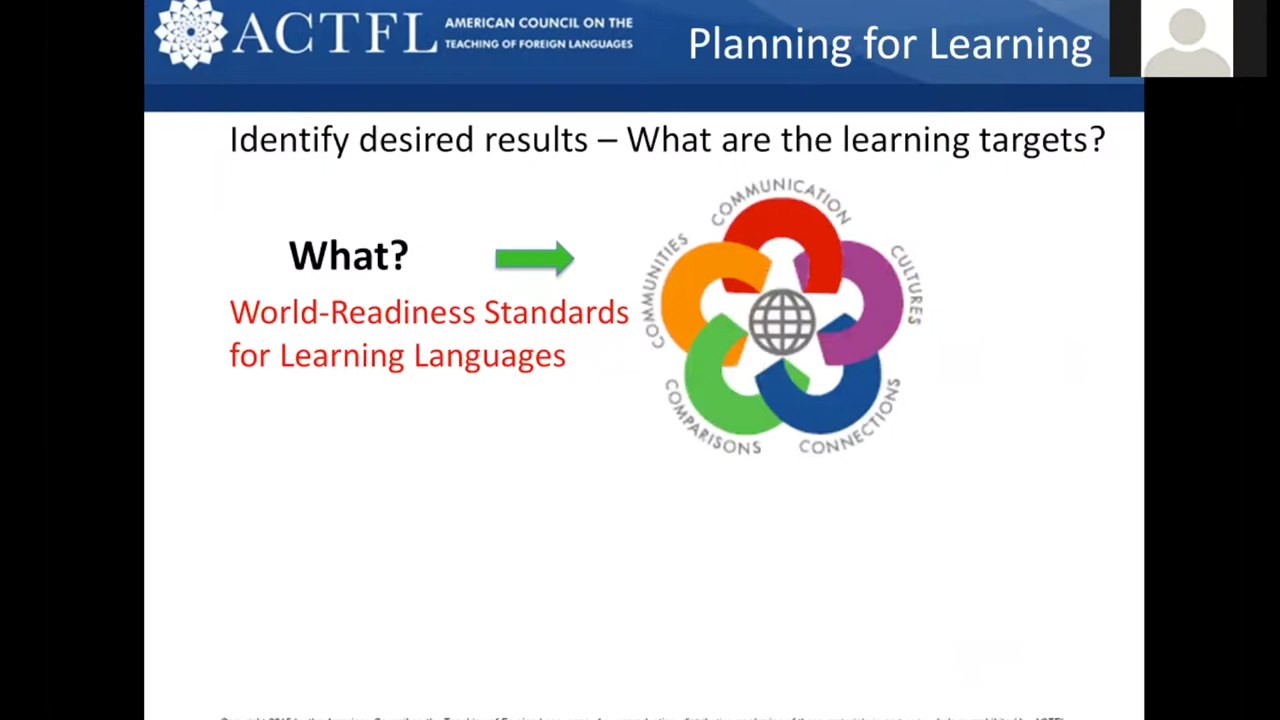 ACTFL
AMERICAN COUNCIL ON THE
TEACHING OF FOREIGN LANGUAGES
Planning for Learning
Identify desired results – What are the learning targets?
What?
World-Readiness Standards
for Learning Languages
COMMUNICATION
CULTURES
CONNECTIONS
COMPARISONS
COMMUNITIES